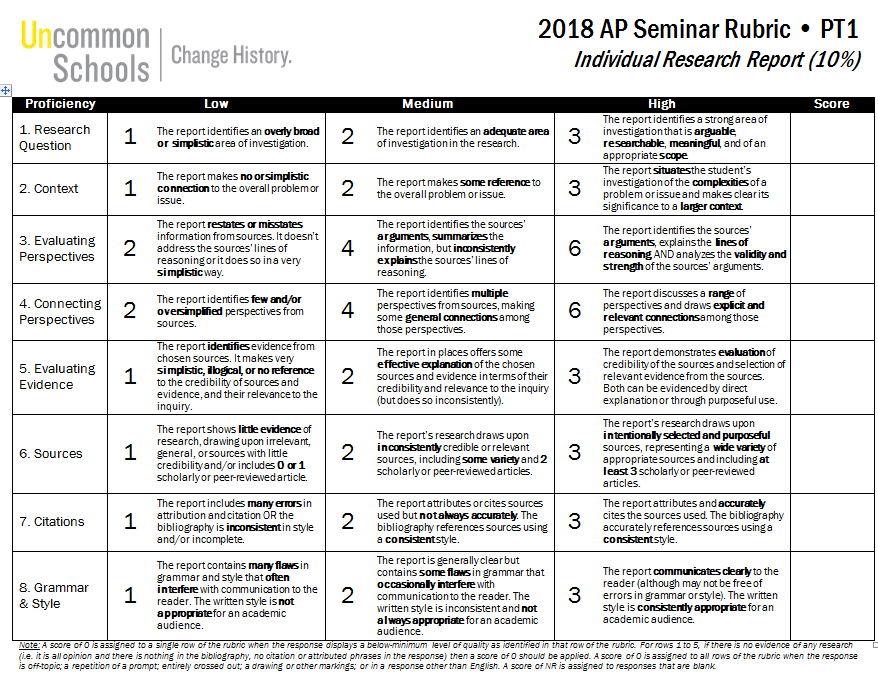 Uncommon
Schools
Change History.
2018 AP Seminar Rubric • PT1
Individual Research Report (10%)
Proficiency Low Medium High Score
1. Research
Question
1
The report identifies an overly broad
or simplistic area of investigation.
2
The report identifies an adequate area
of investigation in the research.
3
The report identifies a strong area of
investigation that is arguable,
researchable, meaningful, and of an
appropriate scope.
2. Context
1
The report makes no or simplistic
connection to the overall problem or
issue.
2
The report makes some reference to
the overall problem or issue.
3
The report situates the student's
investigation of the complexities of a
problem or issue and makes clear its
significance to a larger context.
3. Evaluating
Perspectives
2
The report restates or misstates
information from sources. It doesn't
address the sources' lines of
reasoning or it does so in a very
simplistic way.
4
The report identifies the sources'
arguments, summarizes the
information, but inconsistently
explains the sources' lines of
reasoning.
6
The report identifies the sources'
arguments, explains the lines of
reasoning AND analyzes the validity and
strength of the sources' arguments.
4. Connecting
Perspectives
2
The report identifies few and/or
oversimplified perspectives from
sources.
4
The report identifies multiple
perspectives from sources, making
some general connections among
those perspectives.
6
The report discusses a range of
perspectives and draws explicit and
relevant connections among those
perspectives.
5. Evaluating
Evidence
1
The report identifies evidence from
chosen sources. It makes very
simplistic, illogical, or no reference
to the credibility of sources and
evidence, and their relevance to the
inquiry.
2
The report in places offers some
effective explanation of the chosen
sources and evidence in terms of their
credibility and relevance to the inquiry
(but does so inconsistently).
3
The report demonstrates evaluation of
credibility of the sources and selection of
relevant evidence from the sources.
Both can be evidenced by direct
explanation or through purposeful use.
6. Sources
1
The report shows little evidence of
research, drawing upon irrelevant,
general, or sources with little
credibility and/or includes 0 or 1
scholarly or peer-reviewed article.
2
The report's research draws upon
inconsistently credible or relevant
sources, including some variety and 2
scholarly or peer-reviewed articles.
3
The report's research draws upon
intentionally selected and purposeful
sources, representing a wide variety of
appropriate sources and including at
least 3 scholarly or peer-reviewed
articles.
7. Citations
1
The report includes many errors in
attribution and citation OR the
bibliography is inconsistent in style
and/or incomplete.
2
The report attributes or cites sources
used but not always accurately. The
bibliography references sources using
a consistent style.
3
The report attributes and accurately
cites the sources used. The bibliography
accurately references sources using a
consistent style.
8. Grammar
& Style
1
The report contains many flaws in
grammar and style that often
interfere with communication to the
reader. The written style is not
appropriate for an academic
audience.
2
The report is generally clear but
contains some flaws in grammar that
occasionally interfere with
communication to the reader. The
written style is inconsistent and not
always appropriate for an academic
audience.
3
The report communicates clearly to the
reader (although may not be free of
errors in grammar or style). The written
style is consistently appropriate for an
academic audience.
Note: A score of 0 is assigned to a single row of the rubric when the response displays a below-minimum level of quality as identified in that row of the rubric. For rows 1 to 5, if there is no evidence of any research
(i.e. it is all opinion and there is nothing in the bibliography, no citation or attributed phrases in the response) then a score of 0 should be applied. A score of 0 is assigned to all rows of the rubric when the response
is off-topic; a repetition of a prompt; entirely crossed out; a drawing or other markings; or in a response other than English. A score of NR is assigned to responses that are blank.